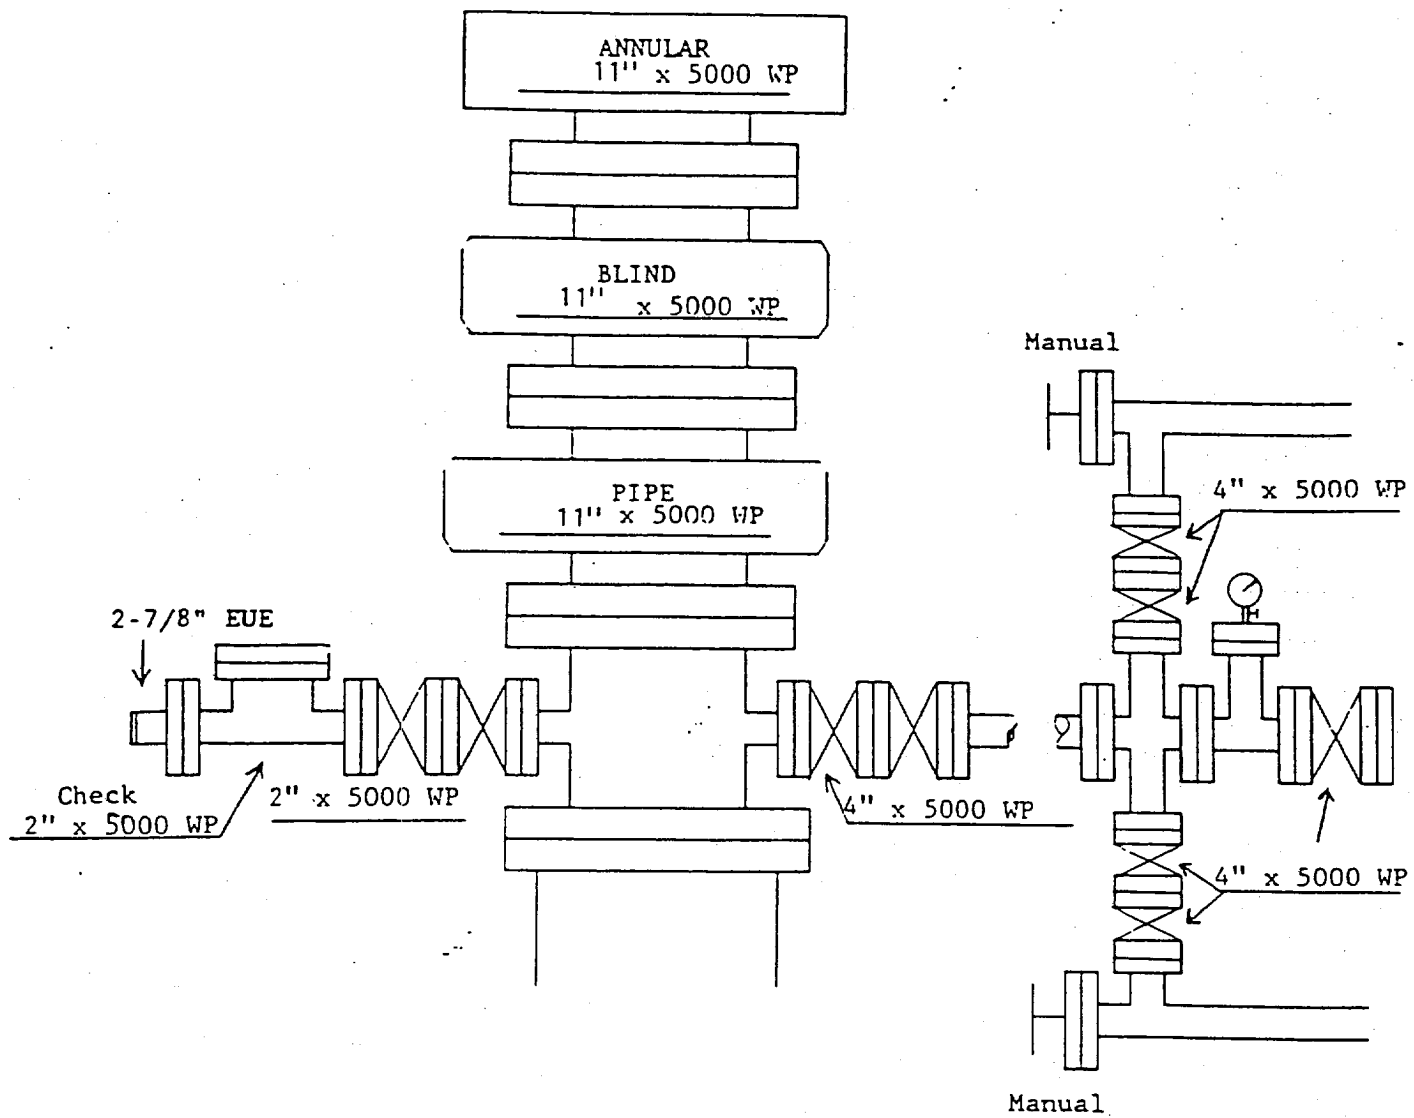 ANNULAR
11" x 5000 WP
BLIND
11" x 5000 WP
Manual
PIPE
11" x 5000 WP
4" x 5000 WP
2-7/8" EUE
Check
2" x 5000 WP
2" x 5000 WP
4" x 5000 WP
4" x 5000 WP
Manual